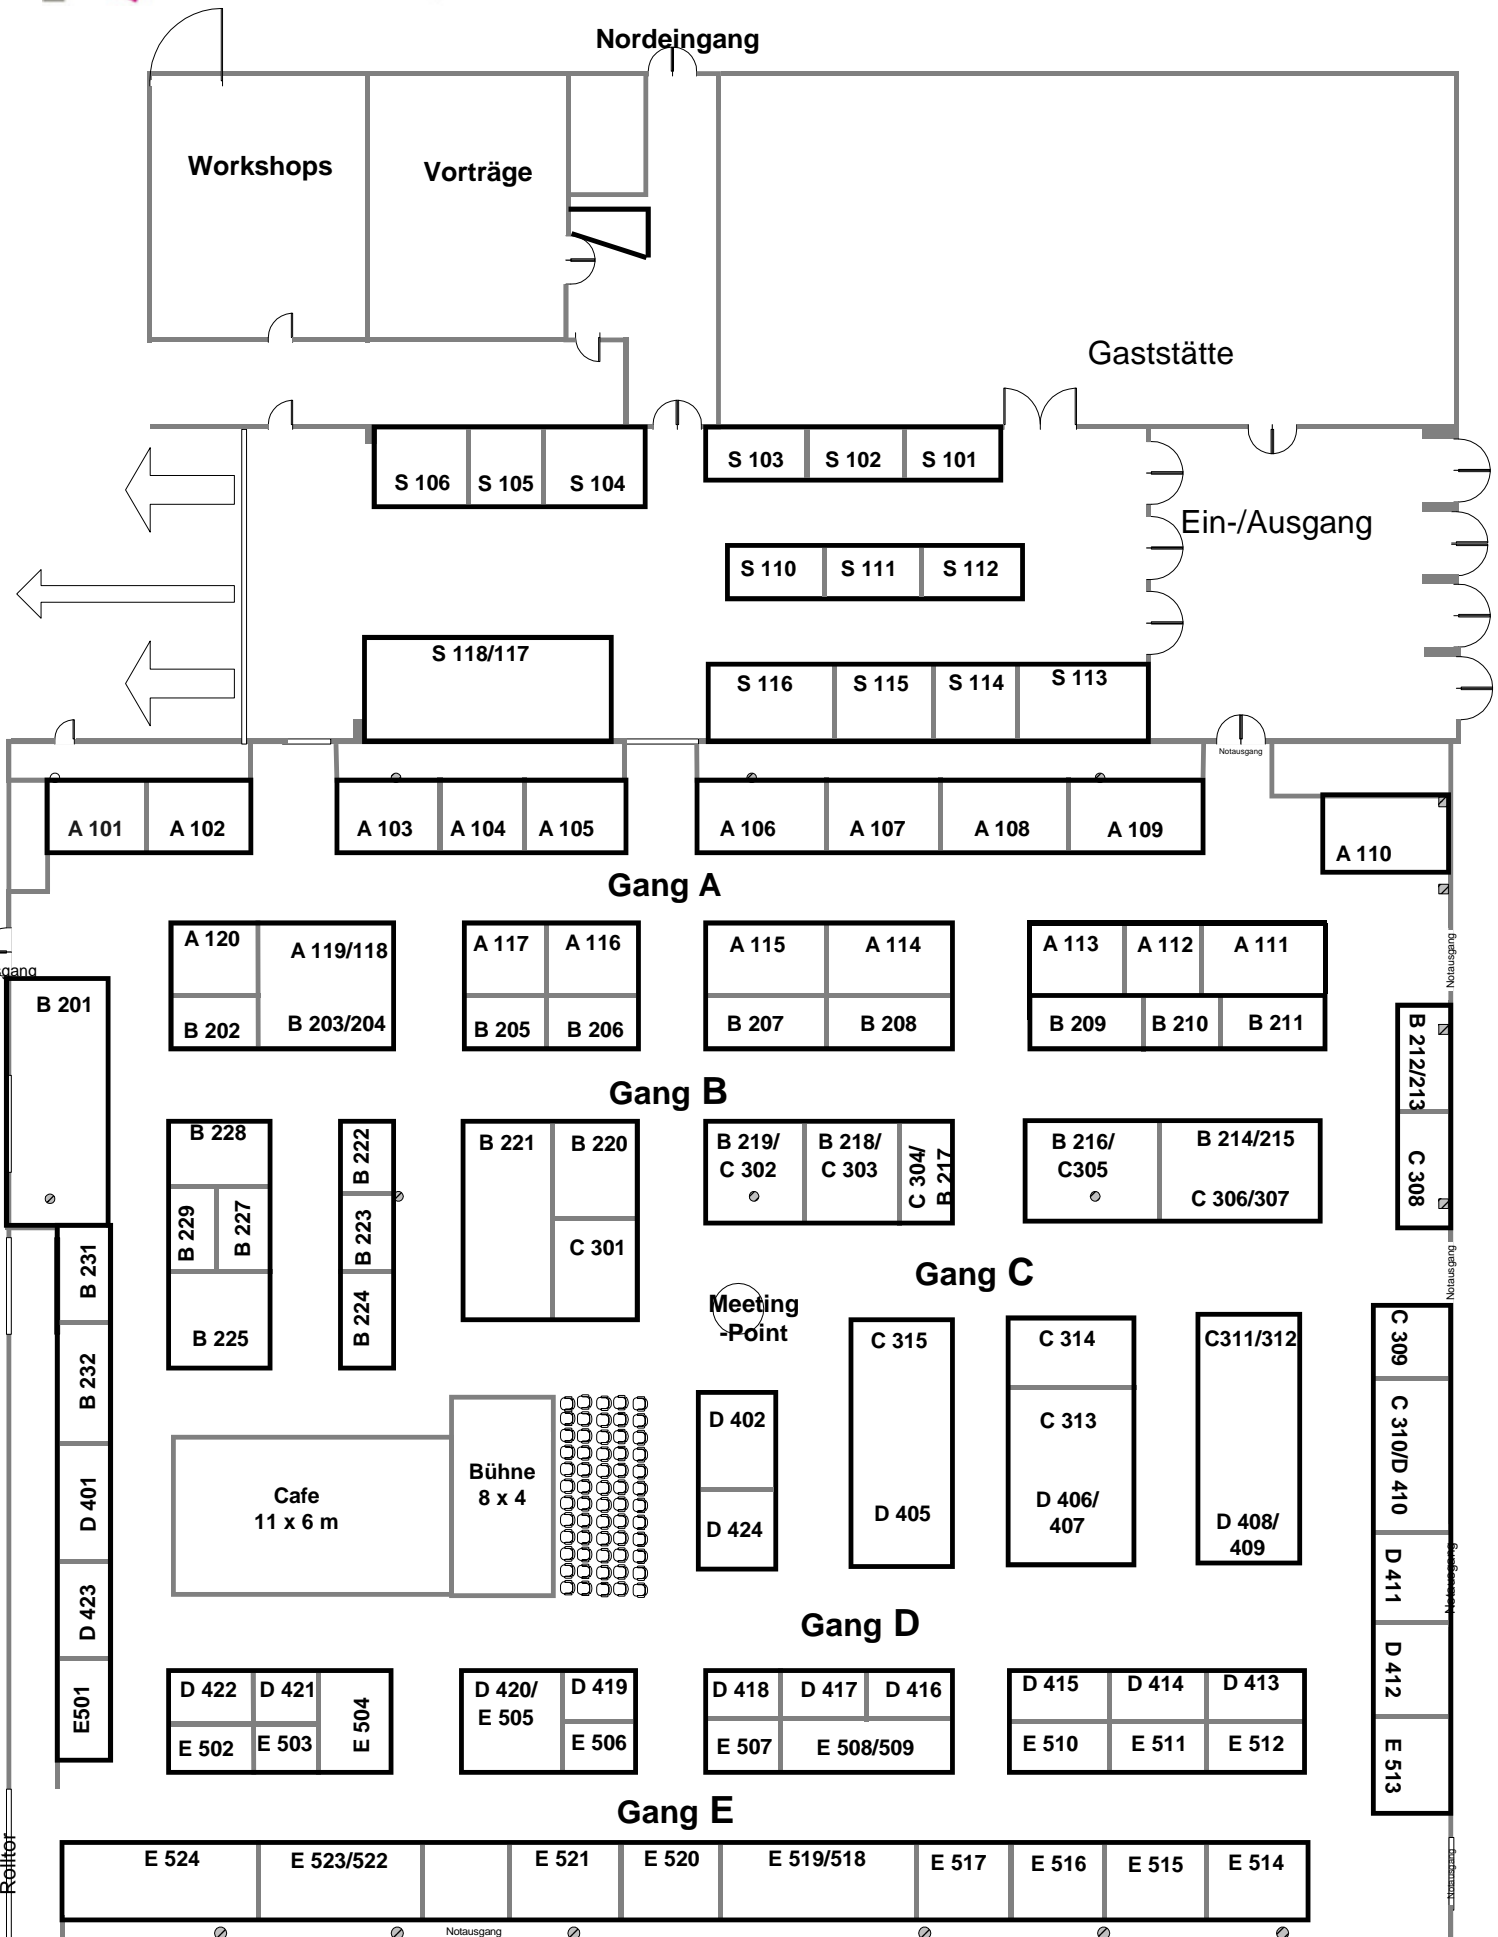 Nordeingang
Workshops
Vorträge
Gaststätte
S 103
S 102
S 101
S 106
S 105
S 104
Ein-/Ausgang
S 110
S 111
S 112
S 118/117
S 116
S 115
S 114
S 113
Notausgang
A 101
A 102
A 103
A 104
A 105
A 106
A 107
A 108
A 109
A 110
Gang A
A 120
A 119/118
A 117
A 116
A 115
A 114
A 113
A 112
A 111
Notausgang
gang
B 201
B 202
B 203/204
B 205
B 206
B 207
B 208
B 209
B 210
B 211
B 212/213
Gang B
B 228
B 222
B 221
B 220
B 219/
C 302
B 218/
C 303
C 304/
B 217
B 216/
C305
B 214/215
C 306/307
C 308
B 229
B 227
B 223
C 301
B 231
Gang C
Notausgang
B 225
B 224
Meeting
-Point
C 315
C 314
C311/312
C 309
B 232
D 402
C 313
C 310/D 410
Cafe
11 x 6 m
Bühne
8 x 4
D 401
D 424
D 405
D 406/
407
D 408/
409
D 411
Notausgang
D 423
Gang D
D 412
E501
D 422
D 421
E 504
D 420/
E 505
D 419
D 418
D 417
D 416
D 415
D 414
D 413
E 502
E 503
E 506
E 507
E 508/509
E 510
E 511
E 512
E 513
Gang E
Rolltor
E 524
E 523/522
E 521
E 520
E 519/518
E 517
E 516
E 515
E 514
Notausgang
Notausgang